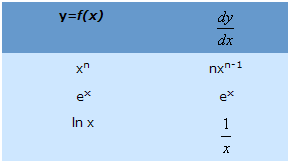 y=f(x) dy/dx
xⁿ nxⁿ⁻¹
eˣ eˣ
ln x 1/x